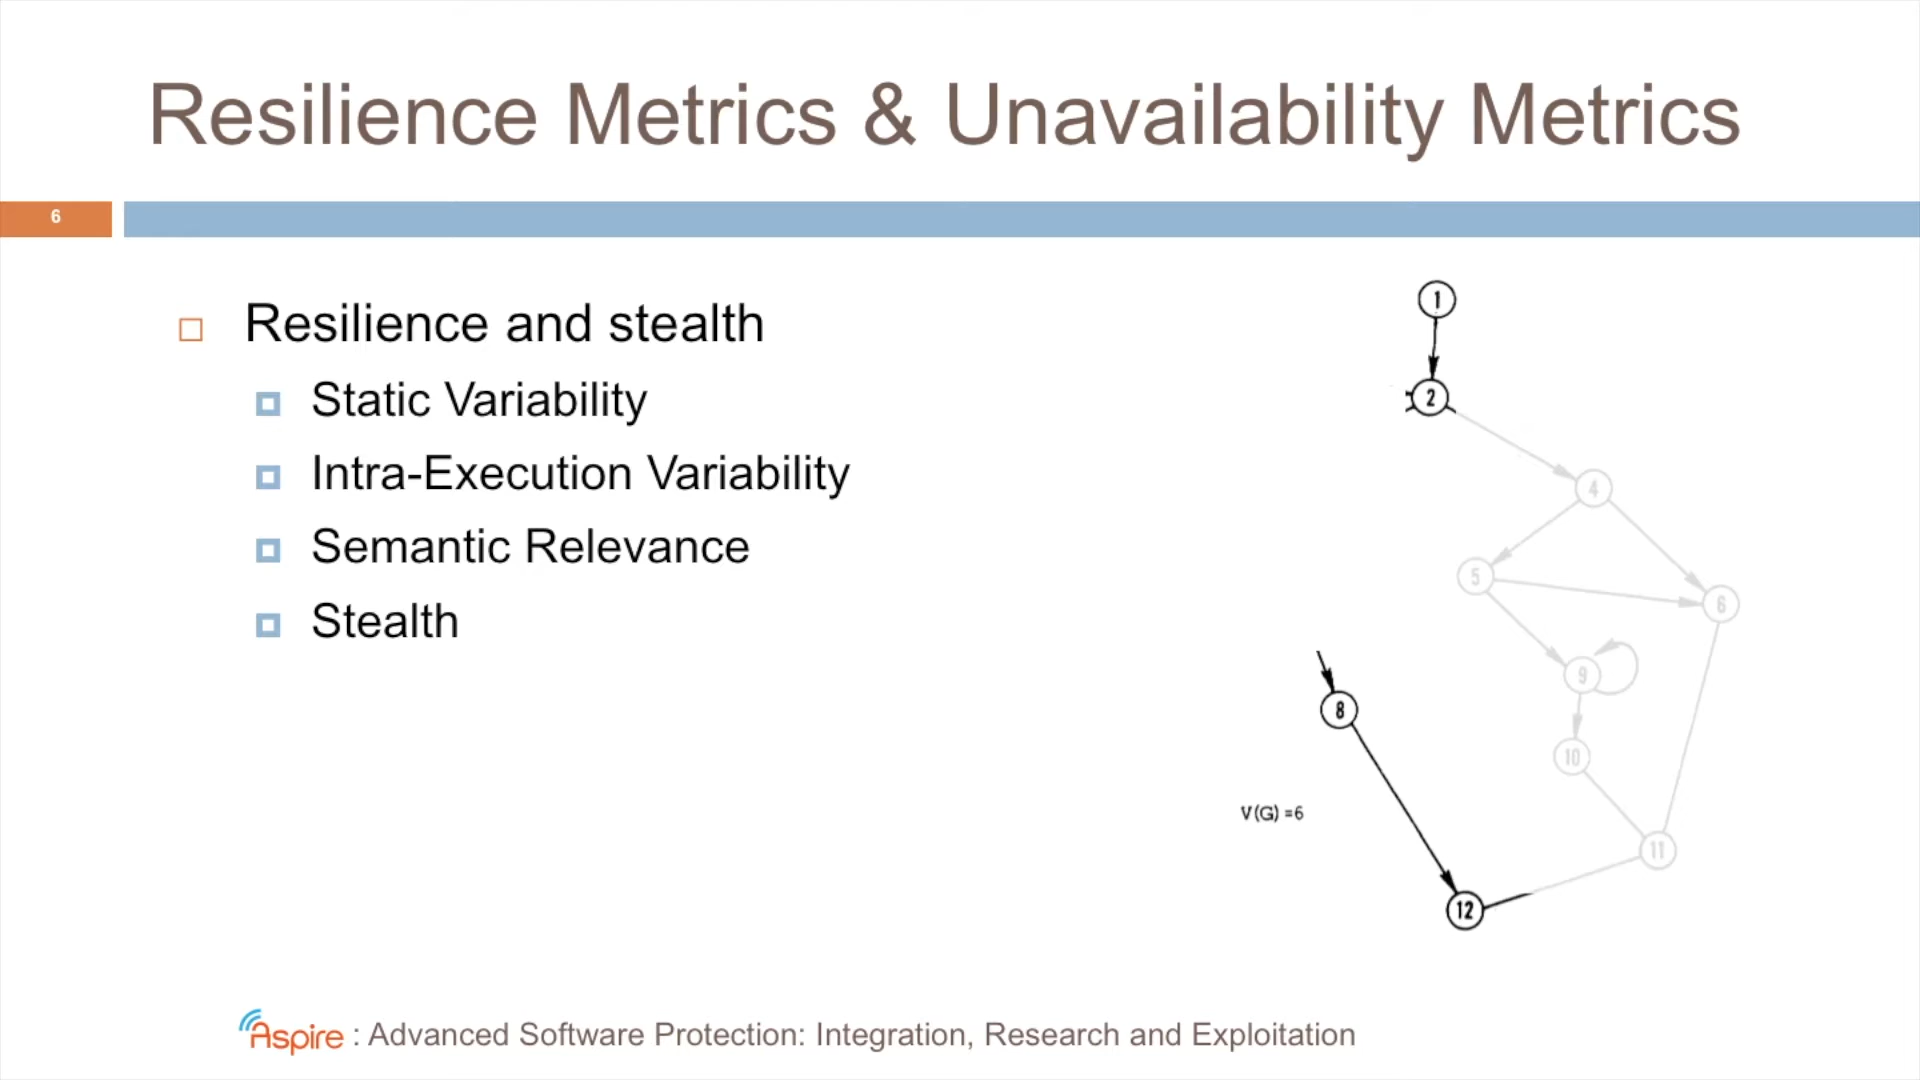 Resilience Metrics & Unavailability Metrics
6
Resilience and stealth
Static Variability
Intra-Execution Variability
Semantic Relevance
Stealth
1
2
4
5
6
9
8
10
V(G) =6
11
12
Aspire : Advanced Software Protection: Integration, Research and Exploitation